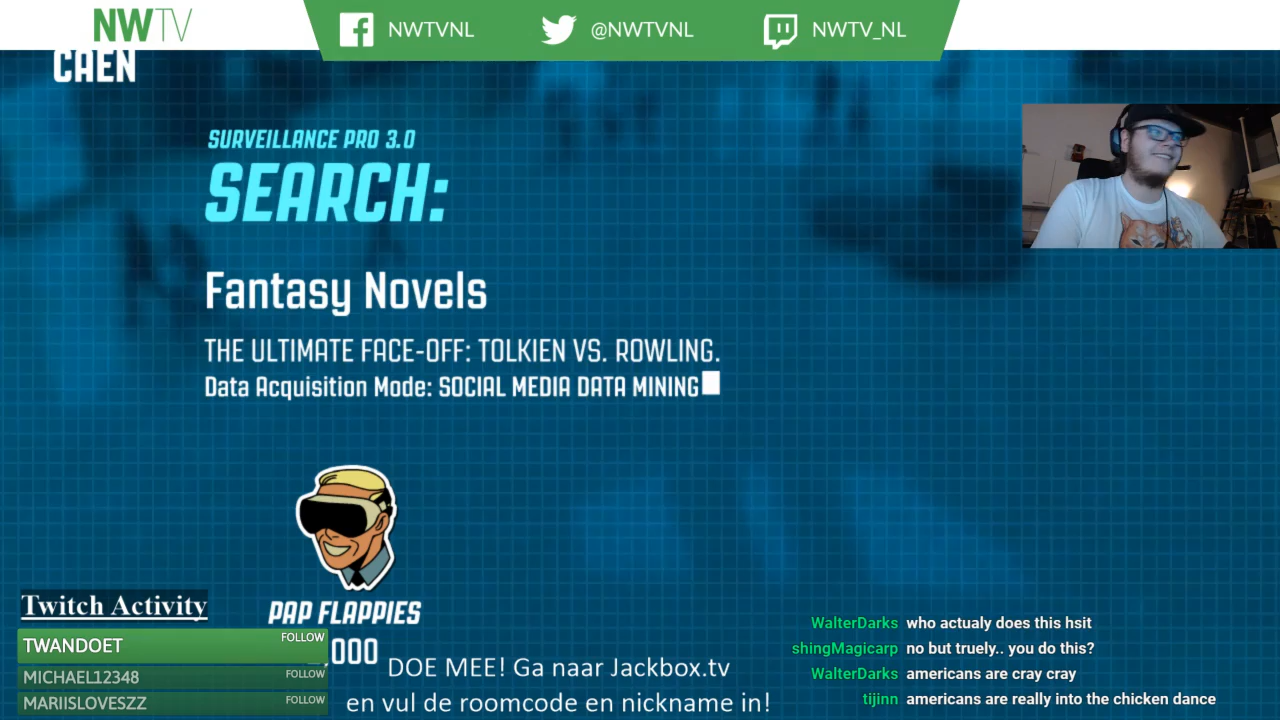 NWTV
NWTVNL
@NWTVNL
NWTV_NL
CAEN
SURVEILLANCE PRO 3.0
SEARCH:
Fantasy Novels
THE ULTIMATE FACE-OFF: TOLKIEN VS. ROWLING.
Data Acquisition Mode: SOCIAL MEDIA DATA MINING
PAP FLAPPIES
,000
Twitch Activity
TWANDOET FOLLOW
MICHAEL12348 FOLLOW
MARIISLOVESZZ FOLLOW
DOE MEE! Ga naar Jackbox.tv
en vul de roomcode en nickname in!
WalterDarks who actualy does this hsit
shingMagicarp no but truely.. you do this?
WalterDarks americans are cray cray
tijinn americans are really into the chicken dance